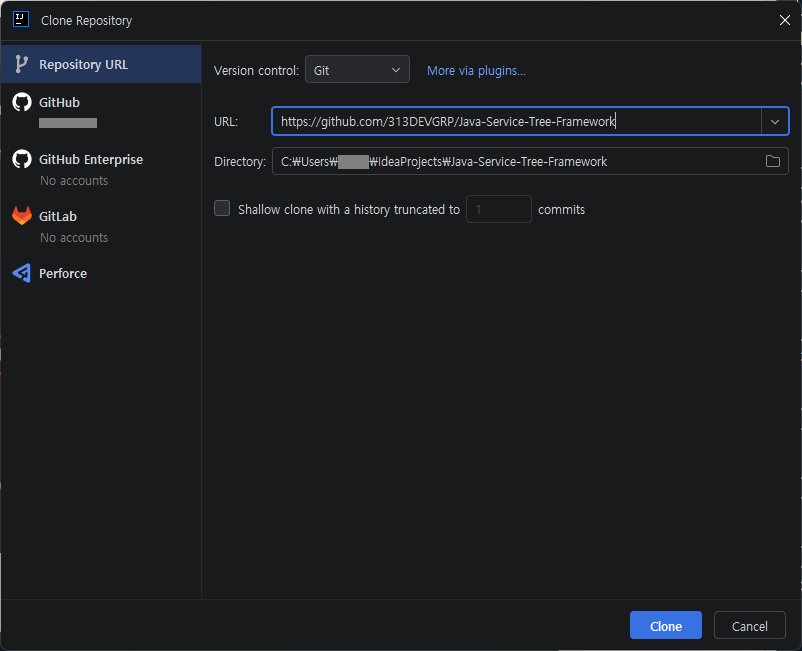 Clone Repository
Repository URL
GitHub
GitHub Enterprise
No accounts
GitLab
No accounts
Perforce
Version control: Git More via plugins...
URL: https://github.com/313DEVGRP/Java-Service-Tree-Framework
Directory: C:₩Users₩ ₩IdeaProjects₩Java-Service-Tree-Framework
Shallow clone with a history truncated to 1 commits
Clone Cancel